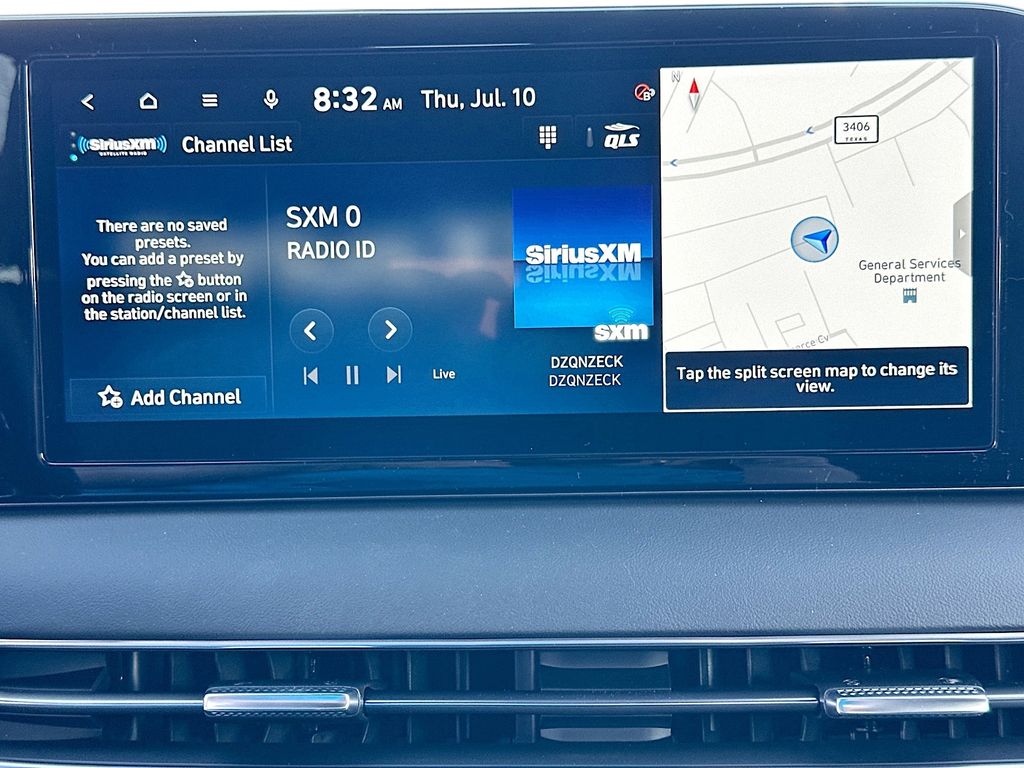 8:32 AM Thu, Jul. 10
SiriusXM
SATELLITE RADIO
Channel List
QLS
There are no saved
presets.
You can add a preset by
pressing the button
on the radio screen or in
the station/channel list.
Add Channel
SXM 0
RADIO ID
Live
SiriusXM
sxm
DZQNZECK
DZQNZECK
N
3406
TEXAS
General Services
Department
rce Cv
Tap the split screen map to change its
view.